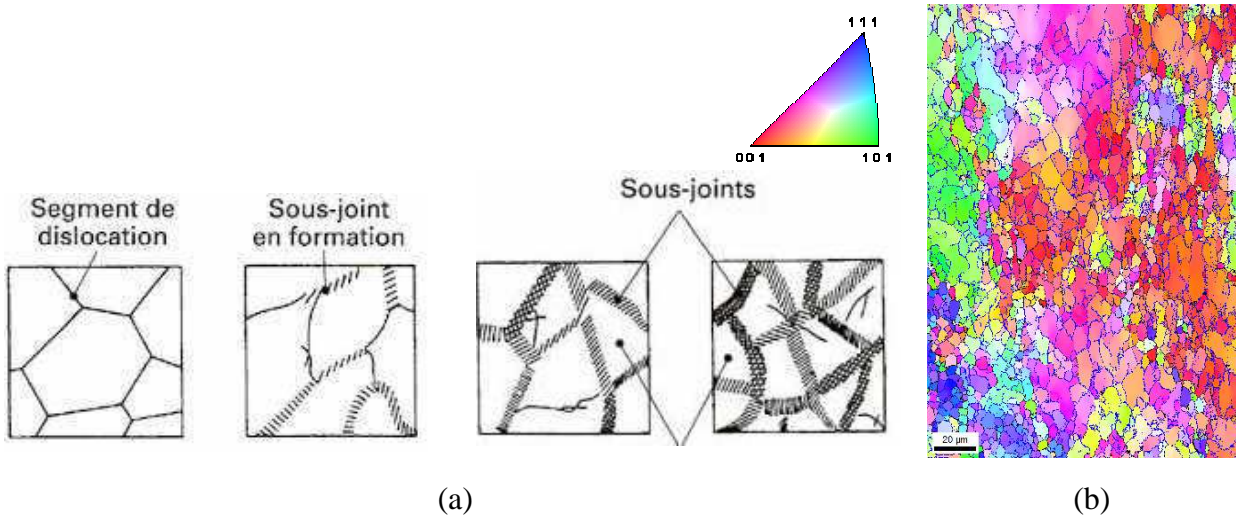 111
001
101
Segment de
dislocation
Sous-joint
en formation
Sous-joints
20 µm
(a)
(b)